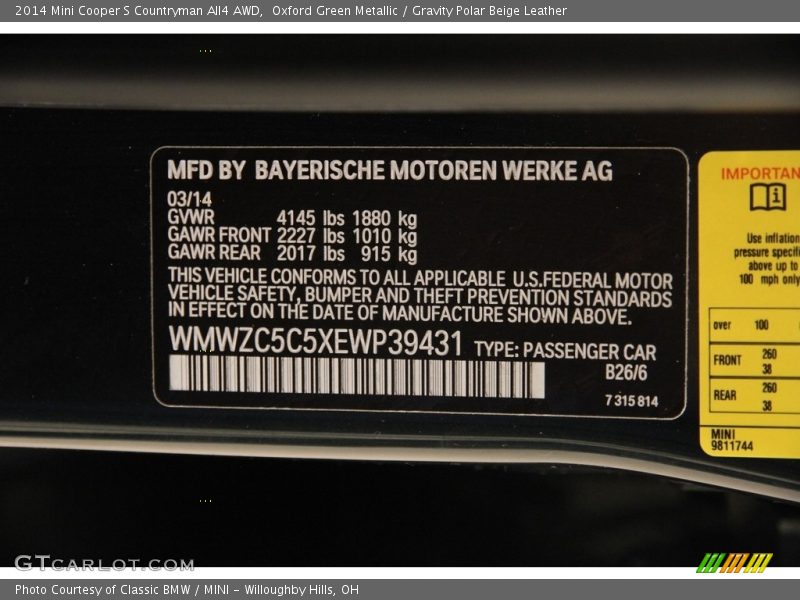 2014 Mini Cooper S Countryman All4 AWD,  Oxford Green Metallic / Gravity Polar Beige Leather
MFD BY BAYERISCHE MOTOREN WERKE AG
03/14
GVWR 4145 lbs 1880 kg
GAWR FRONT 2227 lbs 1010 kg
GAWR REAR 2017 lbs 915 kg
THIS VEHICLE CONFORMS TO ALL APPLICABLE U.S.FEDERAL MOTOR
VEHICLE SAFETY, BUMPER AND THEFT PREVENTION STANDARDS
IN EFFECT ON THE DATE OF MANUFACTURE SHOWN ABOVE.
WMWZC5C5XEWP39431 TYPE: PASSENGER CAR
B26/6
7 315 814
IMPORTAN
Use inflation
pressure specifi
above up to
100 mph only
over 100
FRONT 260
38
REAR 260
38
MINI
9811744
GTCARLOT.COM
Photo Courtesy of Classic BMW / MINI - Willoughby Hills, OH